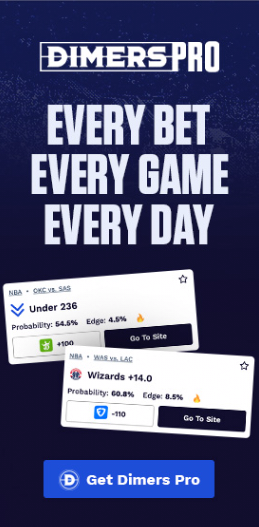 DIMERS PRO
EVERY BET
EVERY GAME
EVERY DAY
NBA • OKC vs. SAS
Under 236
Probability: 54.5% Edge: 4.5%
+100
Go To Site
NBA • WAS vs. LAC
Wizards +14.0
Probability: 60.8% Edge: 8.5%
-110
Go To Site
Get Dimers Pro